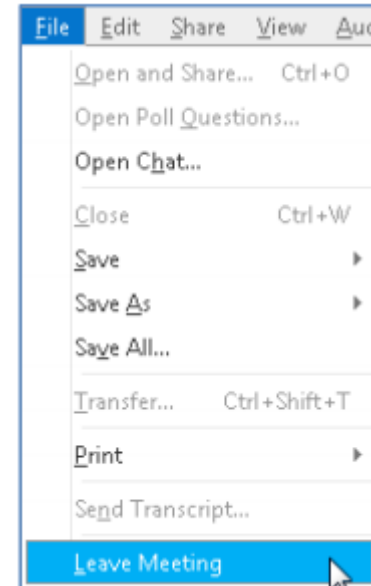 File Edit Share View
Open and Share... Ctrl+O
Open Poll Questions...
Open Chat...
Close Ctrl+W
Save
Save As
Save All...
Transfer... Ctrl+Shift+T
Print
Send Transcript...
Leave Meeting